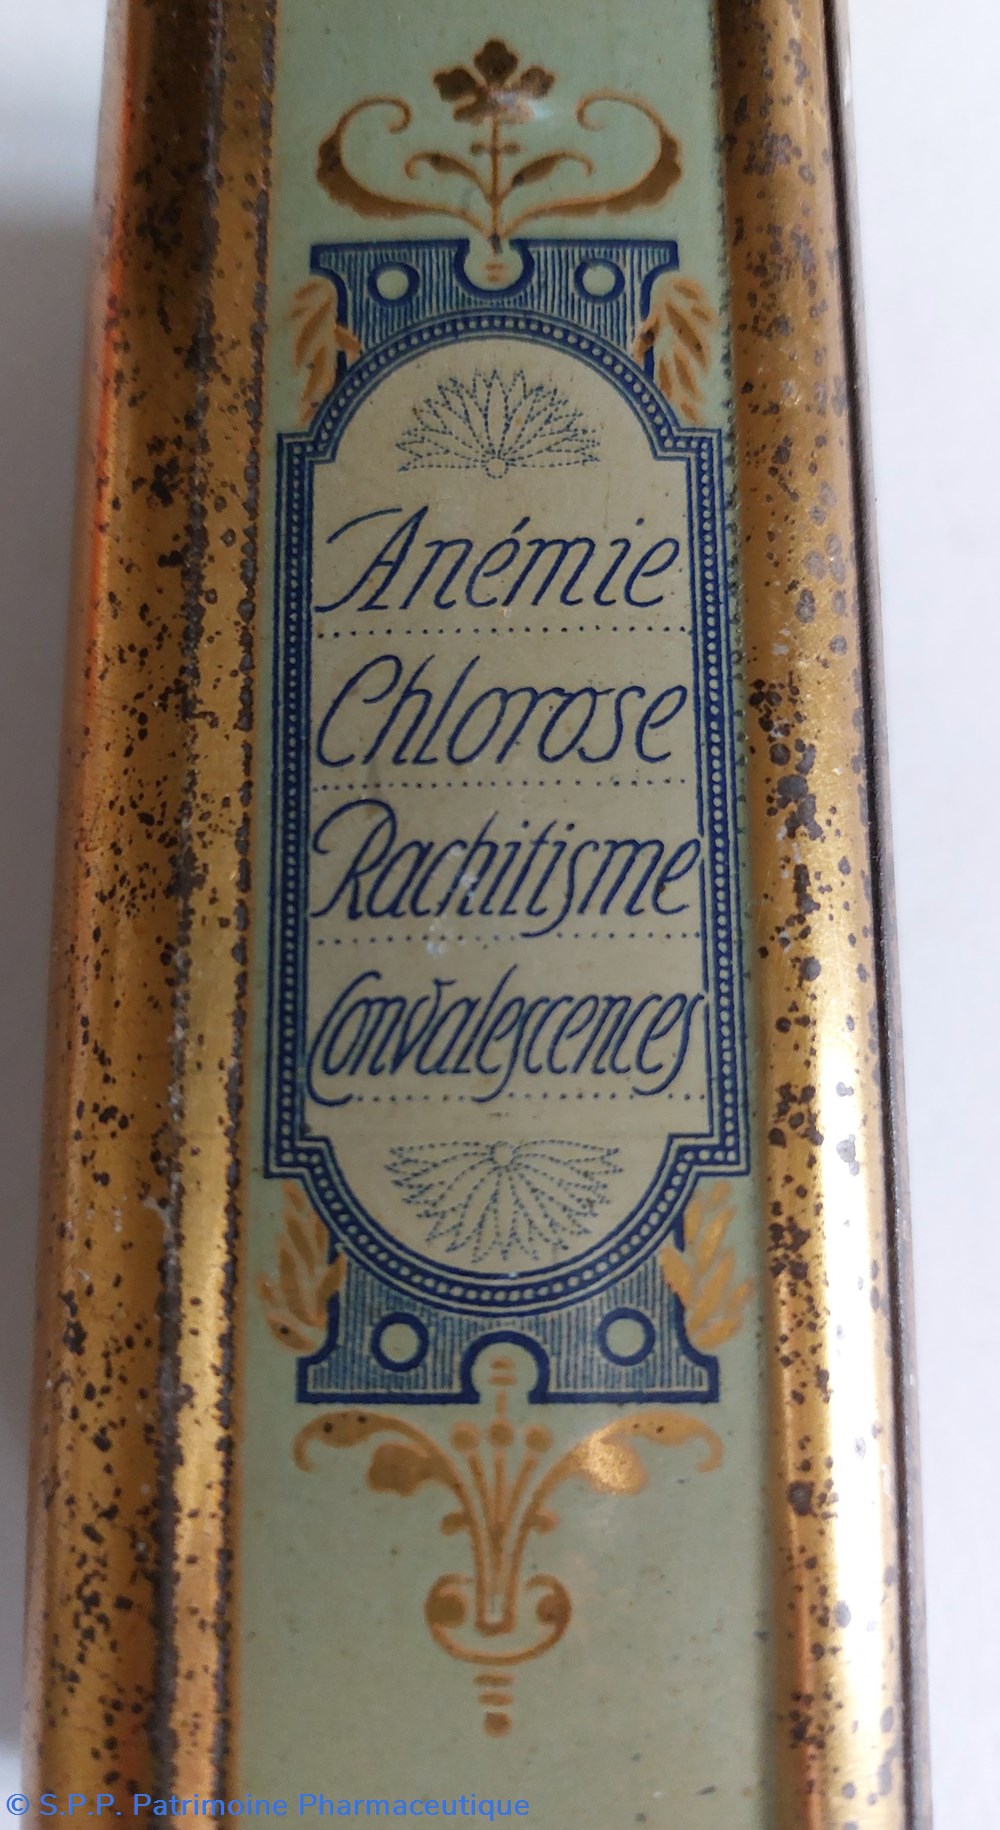 Anémie
Chlorose
Rachitisme
Convalescences
© S.P.P. Patrimoine Pharmaceutique